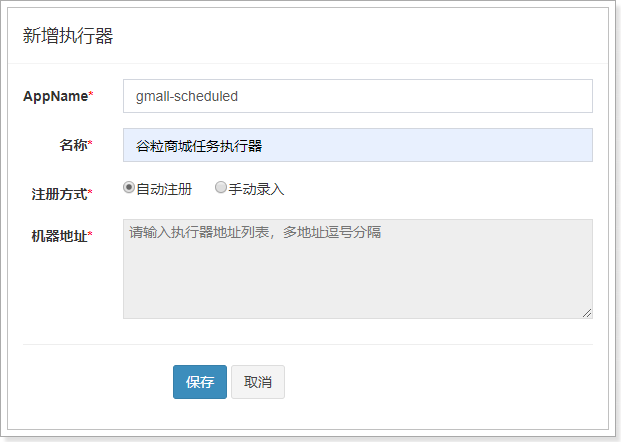 新增执行器
AppName* gmall-scheduled
名称* 谷粒商城任务执行器
注册方式* 自动注册 手动录入
机器地址* 请输入执行器地址列表，多地址逗号分隔
保存 取消